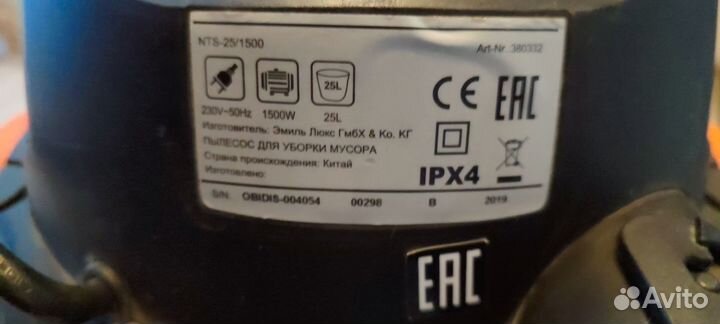 NTS-25/1500 Art-Nr. 380332
25L
CE EAC
230V~50Hz 1500W 25L
Изготовитель: Эмиль Люкс ГмбХ & Ко. КГ
ПЫЛЕСОС ДЛЯ УБОРКИ МУСОРА
Страна происхождения: Китай
Изготовлено:
IPX4
S/N: OBIDIS-004054 00298 B 2019
EAC
Avito